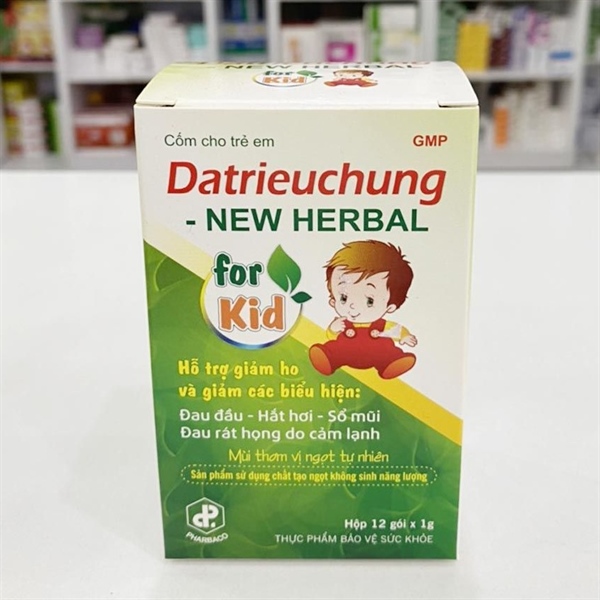 NEW HERBAL
for
Kid
Cốm cho trẻ em
GMP
Datrieuchung
- NEW HERBAL
for
Kid
Hỗ trợ giảm ho
và giảm các biểu hiện:
Đau đầu - Hắt hơi - Sổ mũi
Đau rát họng do cảm lạnh
Mùi thơm vị ngọt tự nhiên
Sản phẩm sử dụng chất tạo ngọt không sinh năng lượng
PHARBACO
Hộp 12 gói x 1g
THỰC PHẨM BẢO VỆ SỨC KHỎE